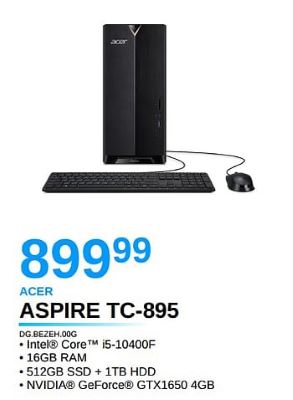 acer
899⁹⁹
ACER
ASPIRE TC-895
DG.BEZEH.00G
• Intel® Core™ i5-10400F
• 16GB RAM
• 512GB SSD + 1TB HDD
• NVIDIA® GeForce® GTX1650 4GB